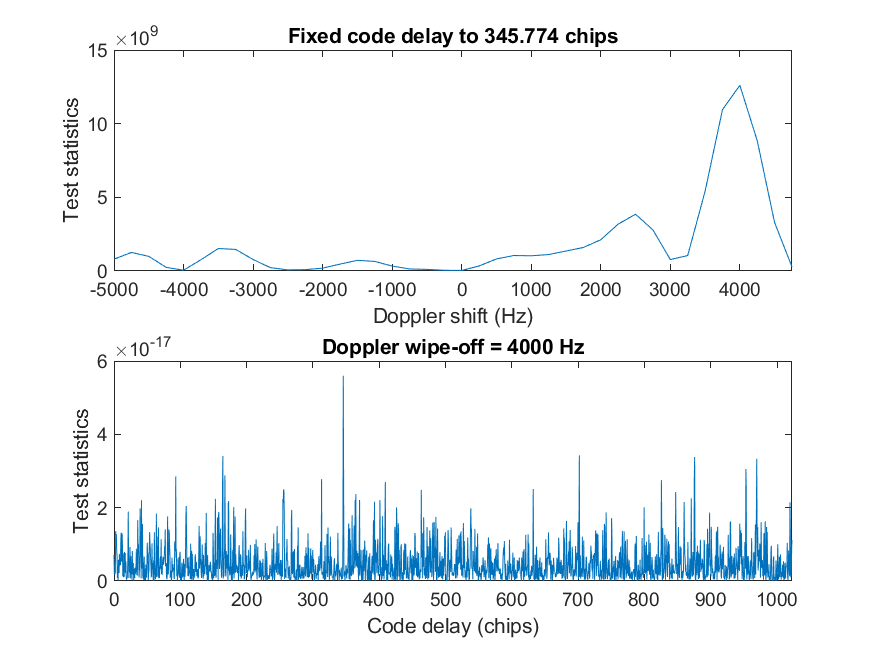 Fixed code delay to 345.774 chips
×10^9
15
10
5
0
Test statistics
-5000 -4000 -3000 -2000 -1000 0 1000 2000 3000 4000
Doppler shift (Hz)
Doppler wipe-off = 4000 Hz
×10^-17
6
4
2
0
Test statistics
0 100 200 300 400 500 600 700 800 900 1000
Code delay (chips)